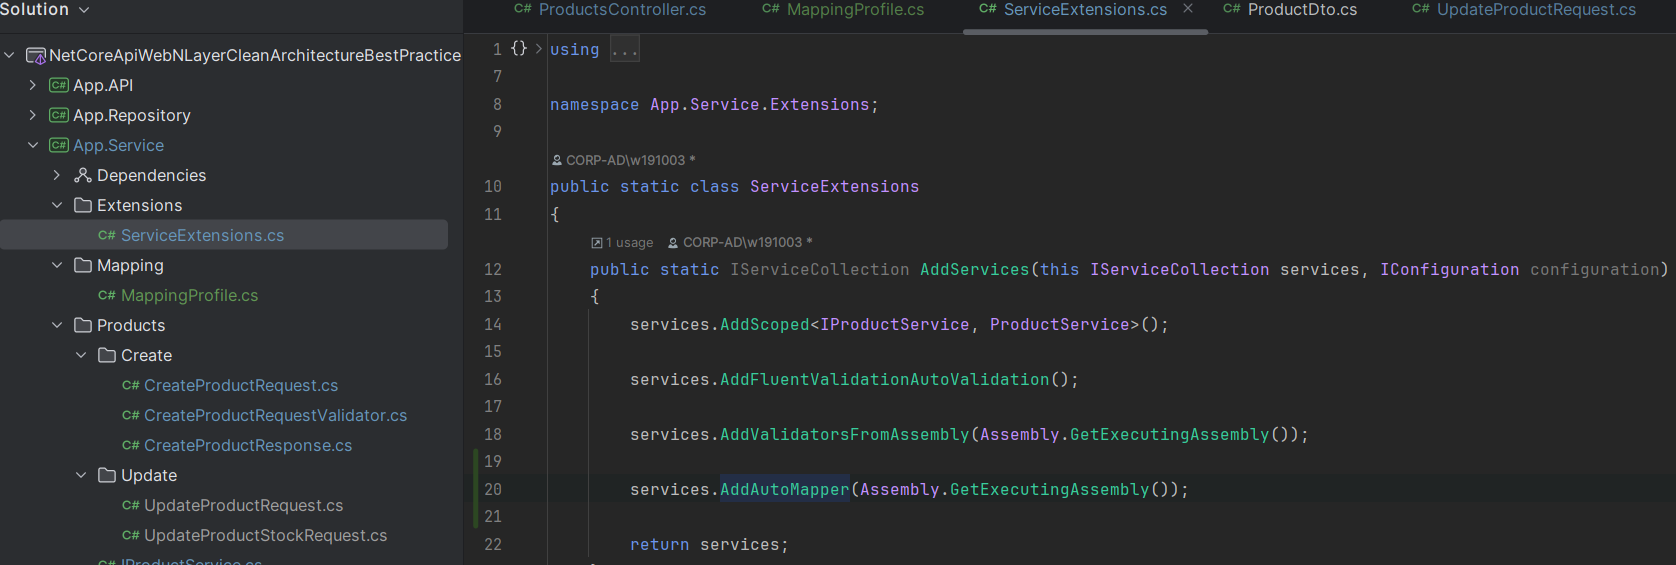 Solution
NetCoreApiWebNLayerCleanArchitectureBestPractice
C# App.API
C# App.Repository
C# App.Service
Dependencies
Extensions
C# ServiceExtensions.cs
Mapping
C# MappingProfile.cs
Products
Create
C# CreateProductRequest.cs
C# CreateProductRequestValidator.cs
C# CreateProductResponse.cs
Update
C# UpdateProductRequest.cs
C# UpdateProductStockRequest.cs
C# IProductService.cs
C# ProductsController.cs C# MappingProfile.cs C# ServiceExtensions.cs C# ProductDto.cs C# UpdateProductRequest.cs
1 {} using ...
7
8 namespace App.Service.Extensions;
9
CORP-AD\w191003 *
10 public static class ServiceExtensions
11 {
1 usage CORP-AD\w191003 *
12 public static IServiceCollection AddServices(this IServiceCollection services, IConfiguration configuration)
13 {
14 services.AddScoped<IProductService, ProductService>();
15
16 services.AddFluentValidationAutoValidation();
17
18 services.AddValidatorsFromAssembly(Assembly.GetExecutingAssembly());
19
20 services.AddAutoMapper(Assembly.GetExecutingAssembly());
21
22 return services;